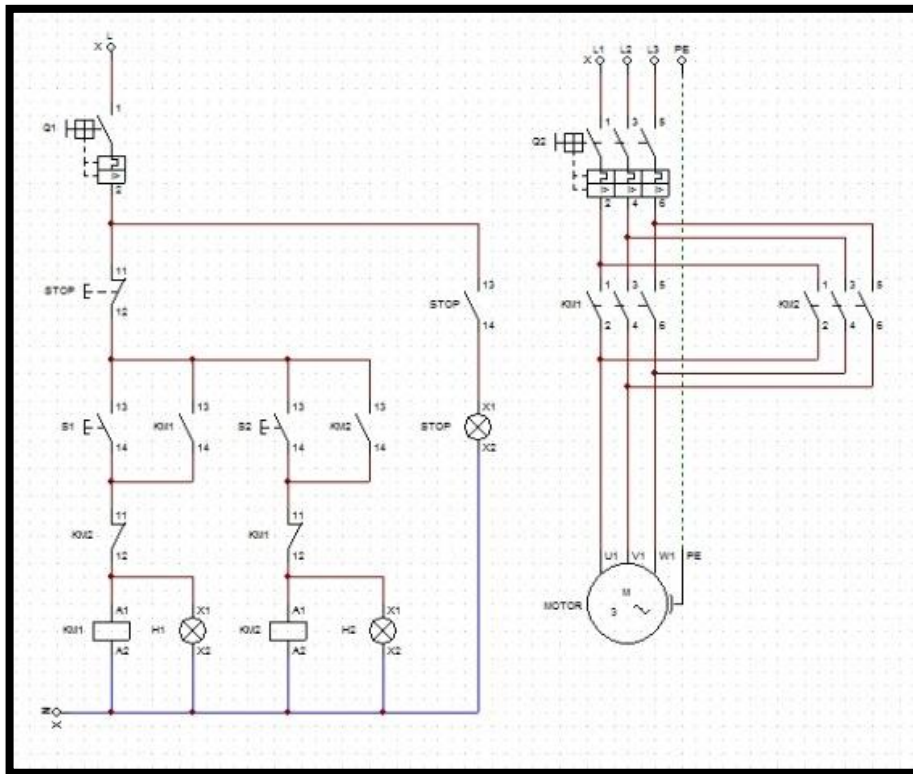 L L1 L2 L3 PE
X X
1 1 3 5
Q1 Q2
2 2 4 6
11 13 1 3 5 1 3 5
STOP STOP KM1 KM2
12 14 2 4 6 2 4 6
13 13 13 13 X1
S1 KM1 S2 KM2 STOP
14 14 14 14 X2
11 11
KM2 KM1
12 12
U1 V1 W1 PE
M
MOTOR 3
A1 X1 A1 X1
KM1 H1 KM2 H2
A2 X2 A2 X2
N
X